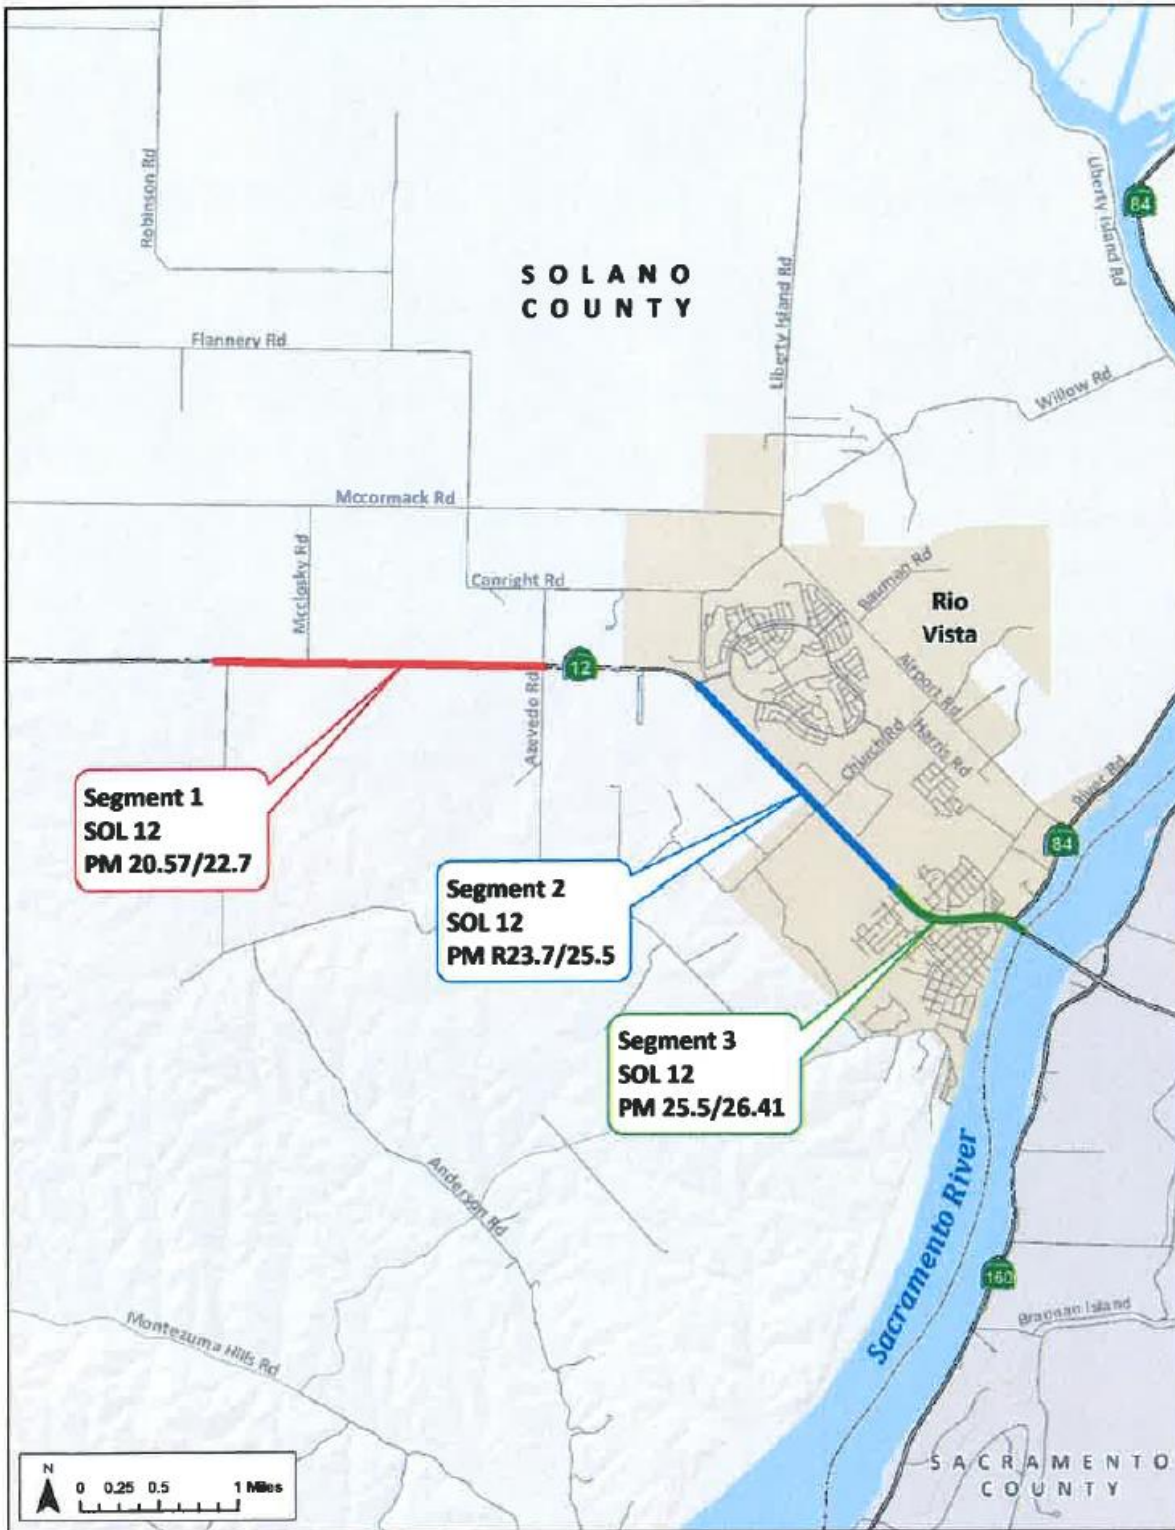 84
Liberty Island Rd
Robinson Rd
SOLANO
COUNTY
Liberty Island Rd
Flannery Rd
Willow Rd
Mccormack Rd
Mcclosky Rd
Canright Rd
Bauman Rd
Rio
Vista
12
Airport Rd
Azevedo Rd
Church Rd
Harris Rd
River Rd
84
Segment 1
SOL 12
PM 20.57/22.7
Segment 2
SOL 12
PM R23.7/25.5
Segment 3
SOL 12
PM 25.5/26.41
Anderson Rd
Sacramento River
160
Brannan Island
Montezuma Hills Rd
SACRAMENTO
COUNTY
N
0 0.25 0.5 1 Miles